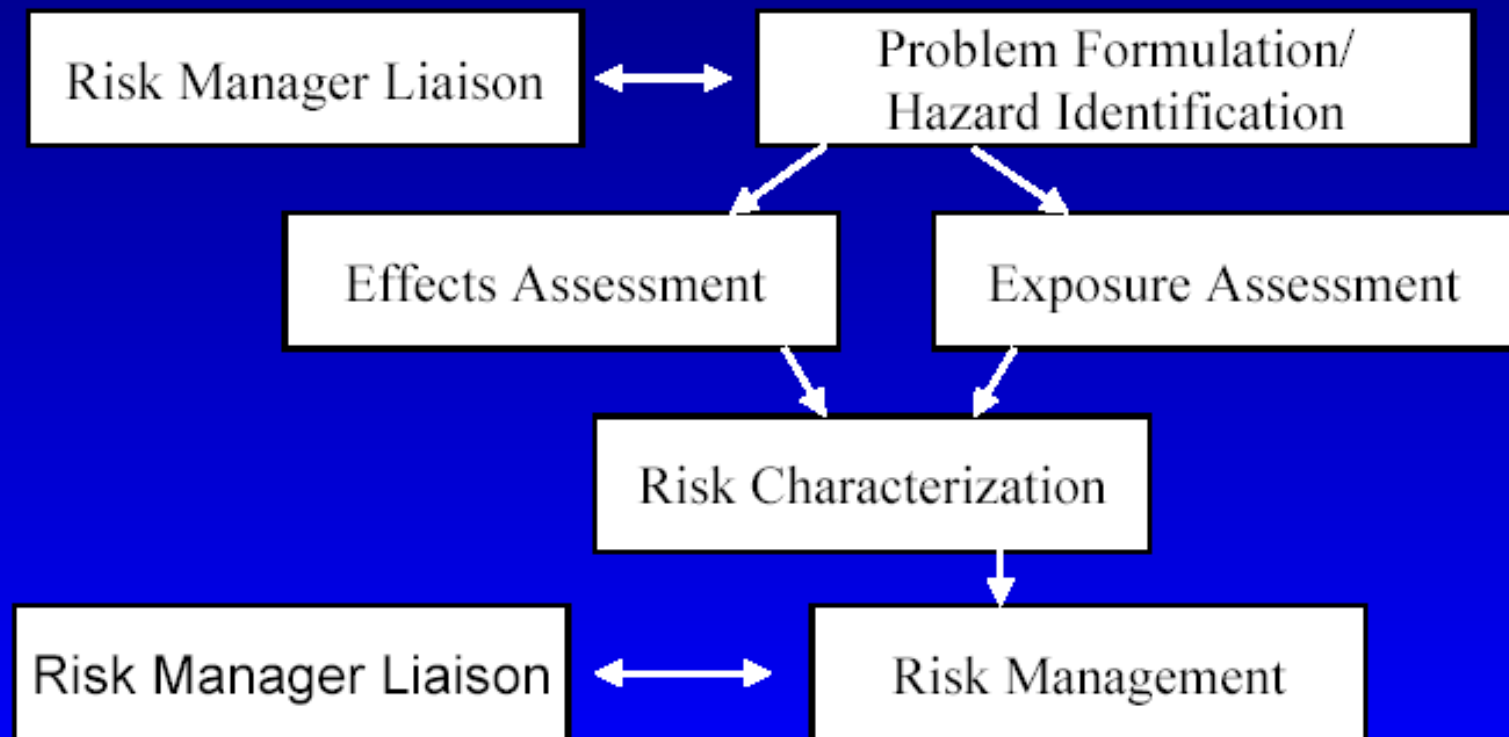 Risk Manager Liaison
Problem Formulation/
Hazard Identification
Effects Assessment
Exposure Assessment
Risk Characterization
Risk Manager Liaison
Risk Management